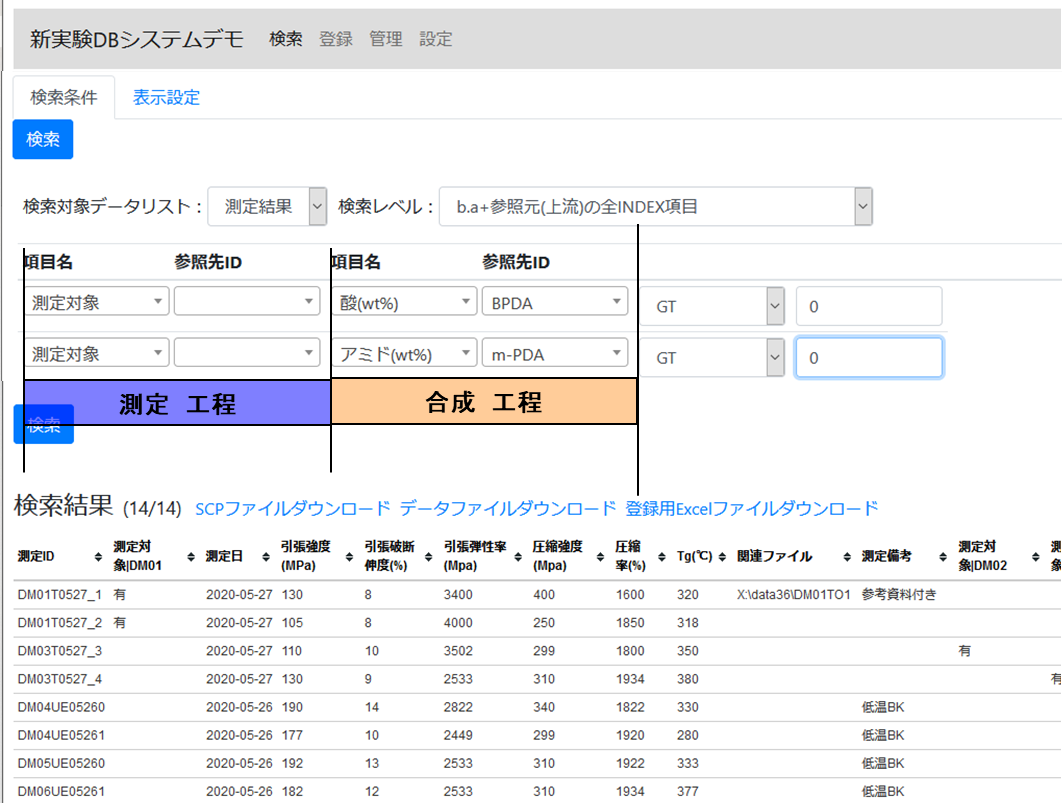 新実験DBシステムデモ 検索 登録 管理 設定
検索条件 表示設定
検索
検索対象データリスト： 測定結果 検索レベル： b.a+参照元(上流)の全INDEX項目
項目名 参照先ID 項目名 参照先ID
測定対象 酸(wt%) BPDA GT 0
測定対象 アミド(wt%) m-PDA GT 0
測定 工程 合成 工程
検索
検索結果 (14/14) SCPファイルダウンロード データファイルダウンロード 登録用Excelファイルダウンロード
測定ID 測定対象|DM01 測定日 引張強度(MPa) 引張破断伸度(%) 引張弾性率(Mpa) 圧縮強度(Mpa) 圧縮率(%) Tg(℃) 関連ファイル 測定備考 測定対象|DM02
DM01T0527_1 有 2020-05-27 130 8 3400 400 1600 320 X:\data36\DM01TO1 参考資料付き
DM01T0527_2 有 2020-05-27 105 8 4000 250 1850 318
DM03T0527_3 2020-05-27 110 10 3502 299 1800 350 有
DM03T0527_4 2020-05-27 130 9 2533 310 1934 380 有
DM04UE05260 2020-05-26 190 14 2822 340 1822 330 低温BK
DM04UE05261 2020-05-26 177 10 2449 299 1920 280 低温BK
DM05UE05260 2020-05-26 192 13 2533 310 1922 333 低温BK
DM06UE05261 2020-05-26 182 12 2533 310 1934 377 低温BK